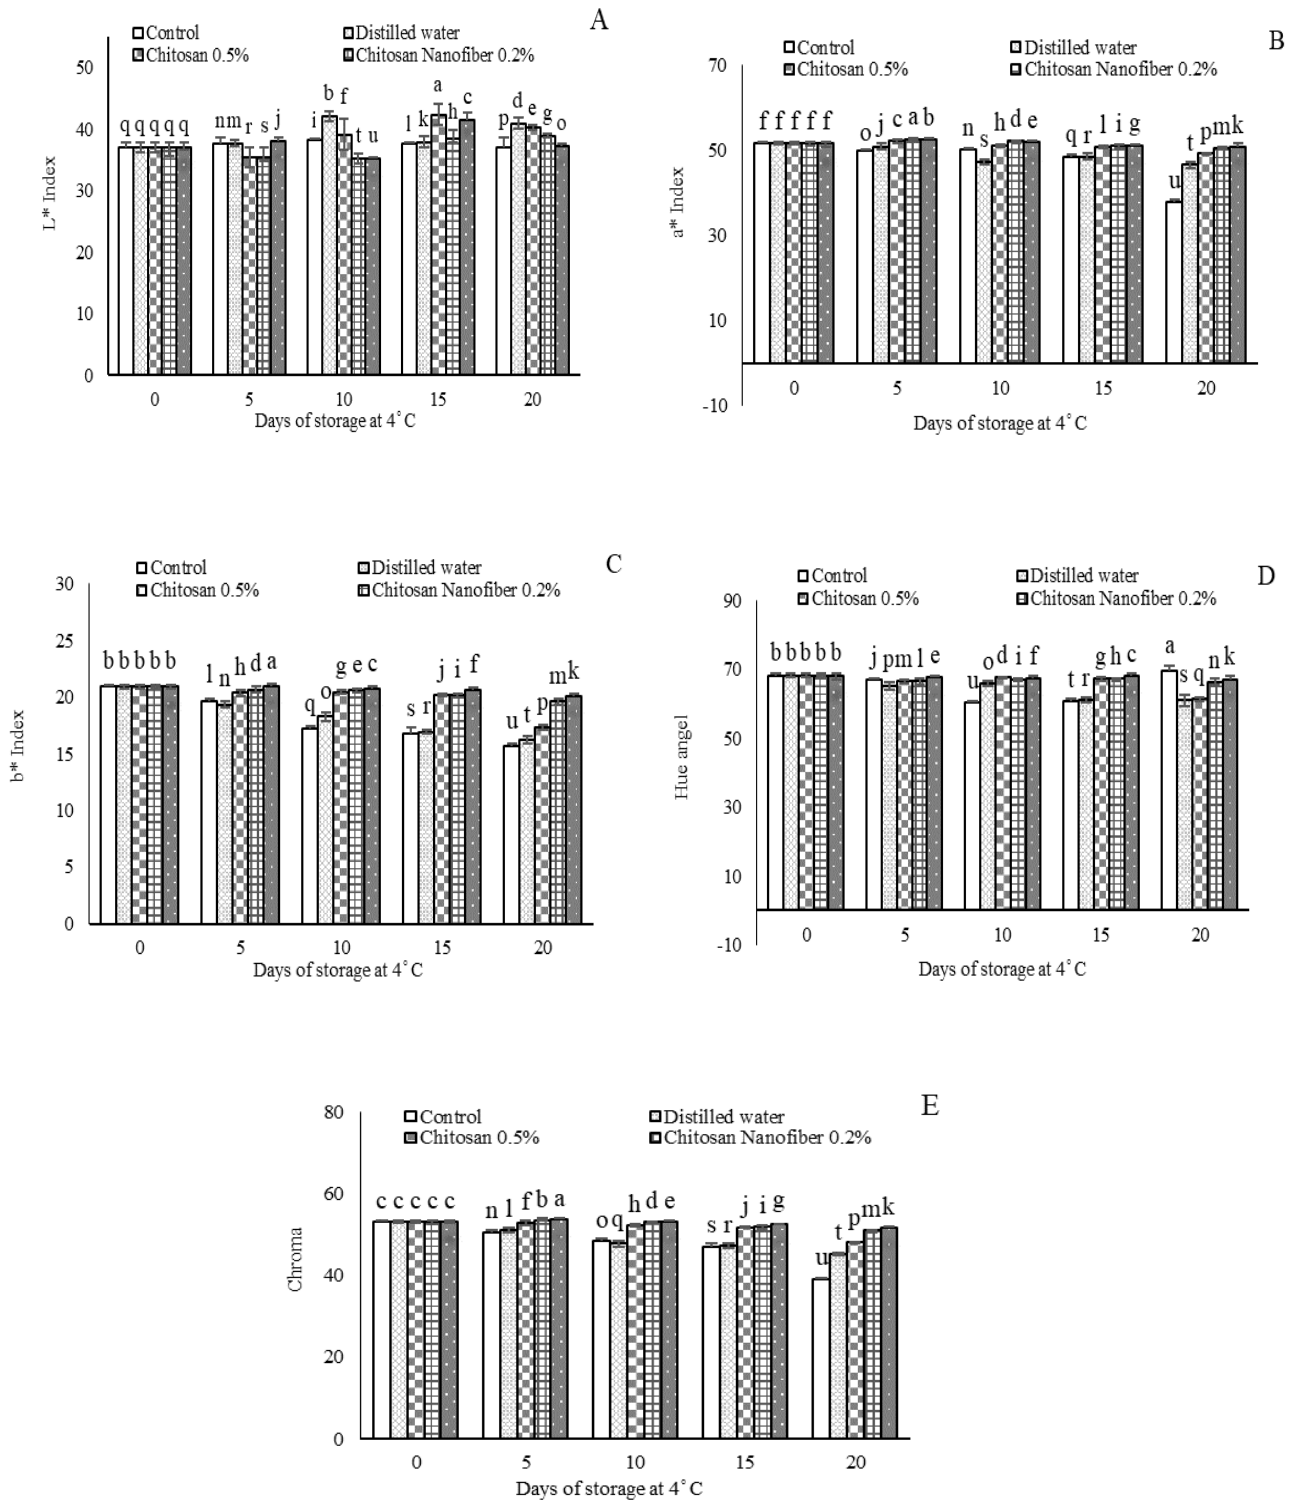 A
Control Distilled water
Chitosan 0.5% Chitosan Nanofiber 0.2%
50
40
30
20
10
0
L* Index
q q q q q n m r s j i b f t u l k a h c p d e g o
0 5 10 15 20
Days of storage at 4˚C
B
Control Distilled water
Chitosan 0.5% Chitosan Nanofiber 0.2%
70
50
30
10
-10
a* Index
f f f f f o j c a b n s h d e q r l i g u t p m k
0 5 10 15 20
Days of storage at 4˚C
C
Control Distilled water
Chitosan 0.5% Chitosan Nanofiber 0.2%
30
25
20
15
10
5
0
b* Index
b b b b b l n h d a q o g e c s r j i f u t p m k
0 5 10 15 20
Days of storage at 4˚C
D
Control Distilled water
Chitosan 0.5% Chitosan Nanofiber 0.2%
90
70
50
30
10
-10
Hue angel
b b b b b j p m l e u o d i f t r g h c a s q n k
0 5 10 15 20
Days of storage at 4˚C
E
Control Distilled water
Chitosan 0.5% Chitosan Nanofiber 0.2%
80
60
40
20
0
Chroma
c c c c c n l f b a o q h d e s r j i g u t p m k
0 5 10 15 20
Days of storage at 4˚C